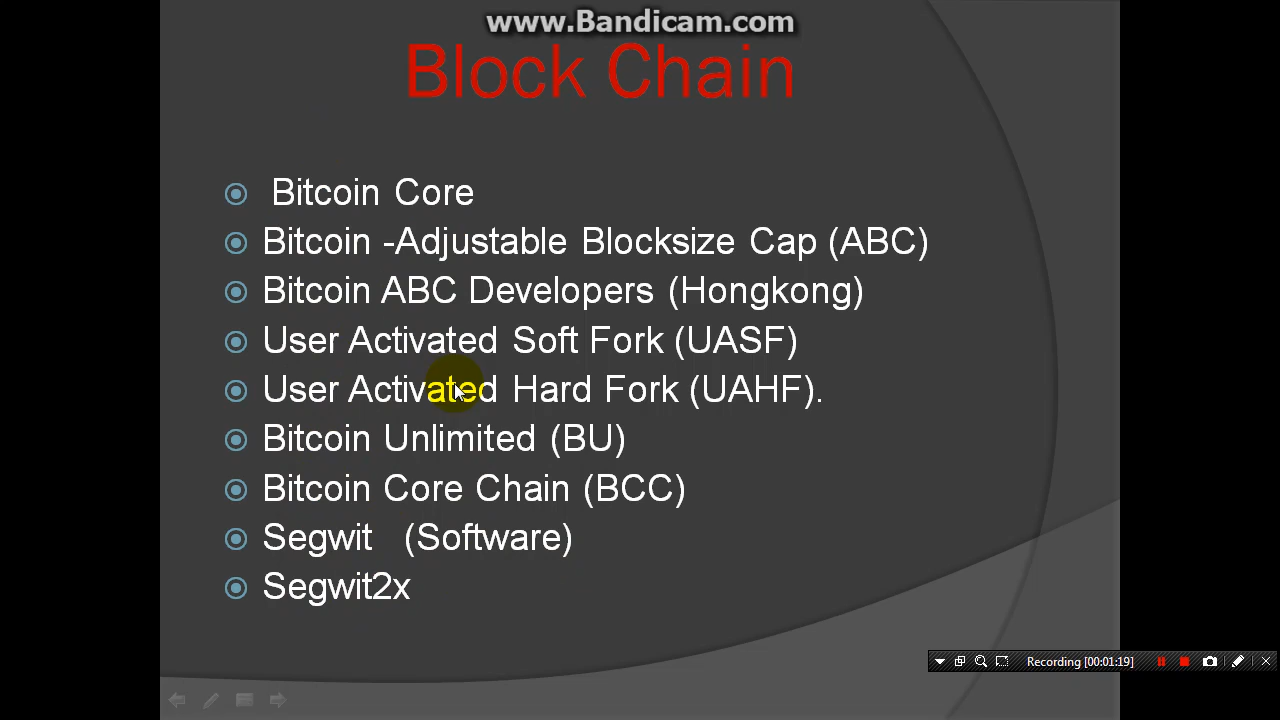 www.Bandicam.com
Block Chain
Bitcoin Core
Bitcoin -Adjustable Blocksize Cap (ABC)
Bitcoin ABC Developers (Hongkong)
User Activated Soft Fork (UASF)
User Activated Hard Fork (UAHF).
Bitcoin Unlimited (BU)
Bitcoin Core Chain (BCC)
Segwit (Software)
Segwit2x
Recording [00:01:19]